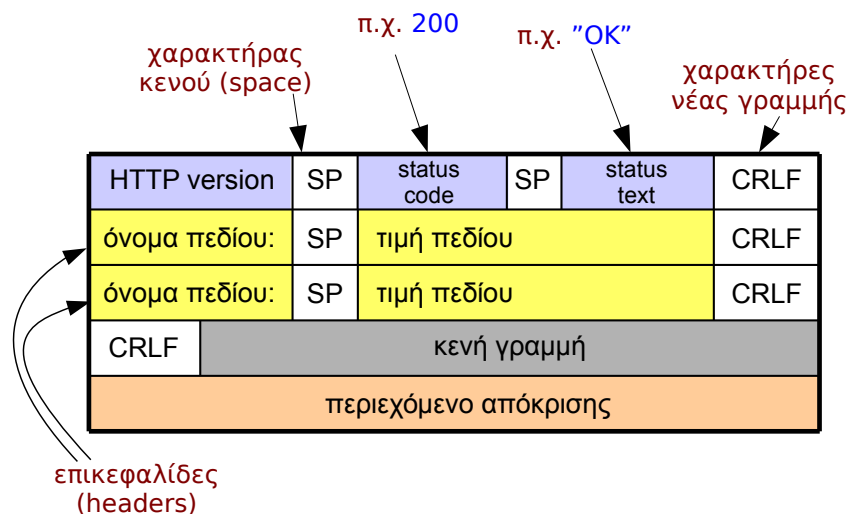 π.χ. 200
π.χ. ”OK”
χαρακτήρας
κενού (space)
χαρακτήρες
νέας γραμμής
HTTP version SP status code SP status text CRLF
όνομα πεδίου: SP τιμή πεδίου CRLF
όνομα πεδίου: SP τιμή πεδίου CRLF
CRLF κενή γραμμή
περιεχόμενο απόκρισης
επικεφαλίδες
(headers)